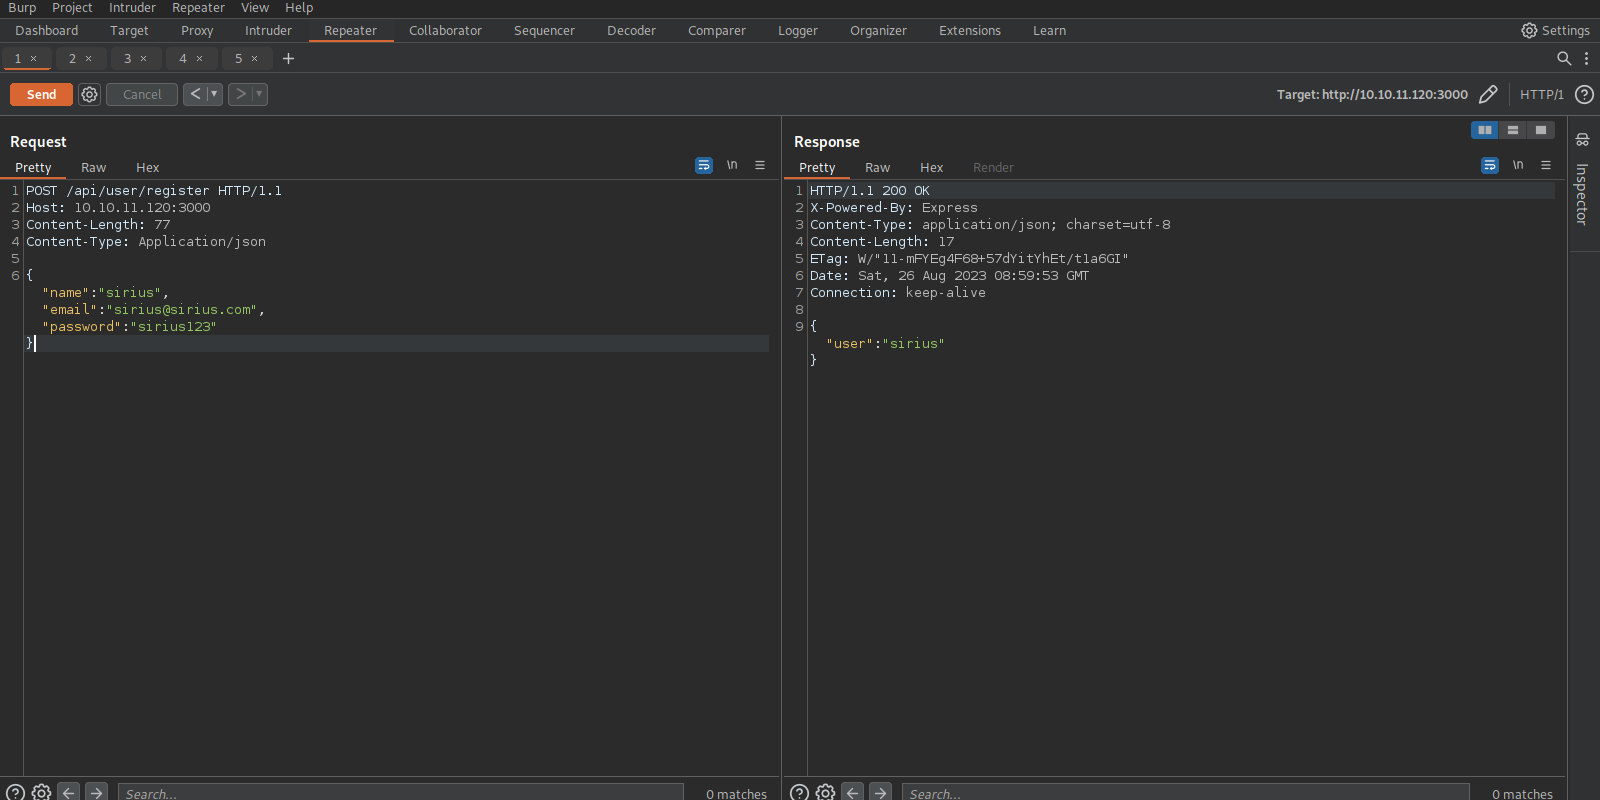 Burp Project Intruder Repeater View Help
Dashboard Target Proxy Intruder Repeater Collaborator Sequencer Decoder Comparer Logger Organizer Extensions Learn Settings
1 × 2 × 3 × 4 × 5 × +
Send Cancel < > Target: http://10.10.11.120:3000 HTTP/1 ?
Request
Pretty Raw Hex \n
1 POST /api/user/register HTTP/1.1
2 Host: 10.10.11.120:3000
3 Content-Length: 77
4 Content-Type: Application/json
5
6 {
"name":"sirius",
"email":"sirius@sirius.com",
"password":"sirius123"
}
? Search... 0 matches
Response
Pretty Raw Hex Render \n
1 HTTP/1.1 200 OK
2 X-Powered-By: Express
3 Content-Type: application/json; charset=utf-8
4 Content-Length: 17
5 ETag: W/"11-mFYEg4F68+57dYitYhEt/t1a6GI"
6 Date: Sat, 26 Aug 2023 08:59:53 GMT
7 Connection: keep-alive
8
9 {
"user":"sirius"
}
? Search... 0 matches
Inspector